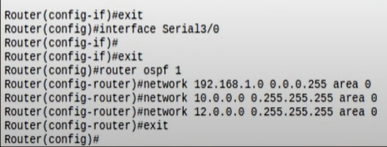 Router(config-if)#exit
Router(config)#interface Serial3/0
Router(config-if)#
Router(config-if)#exit
Router(config)#router ospf 1
Router(config-router)#network 192.168.1.0 0.0.0.255 area 0
Router(config-router)#network 10.0.0.0 0.255.255.255 area 0
Router(config-router)#network 12.0.0.0 0.255.255.255 area 0
Router(config-router)#exit
Router(config)#